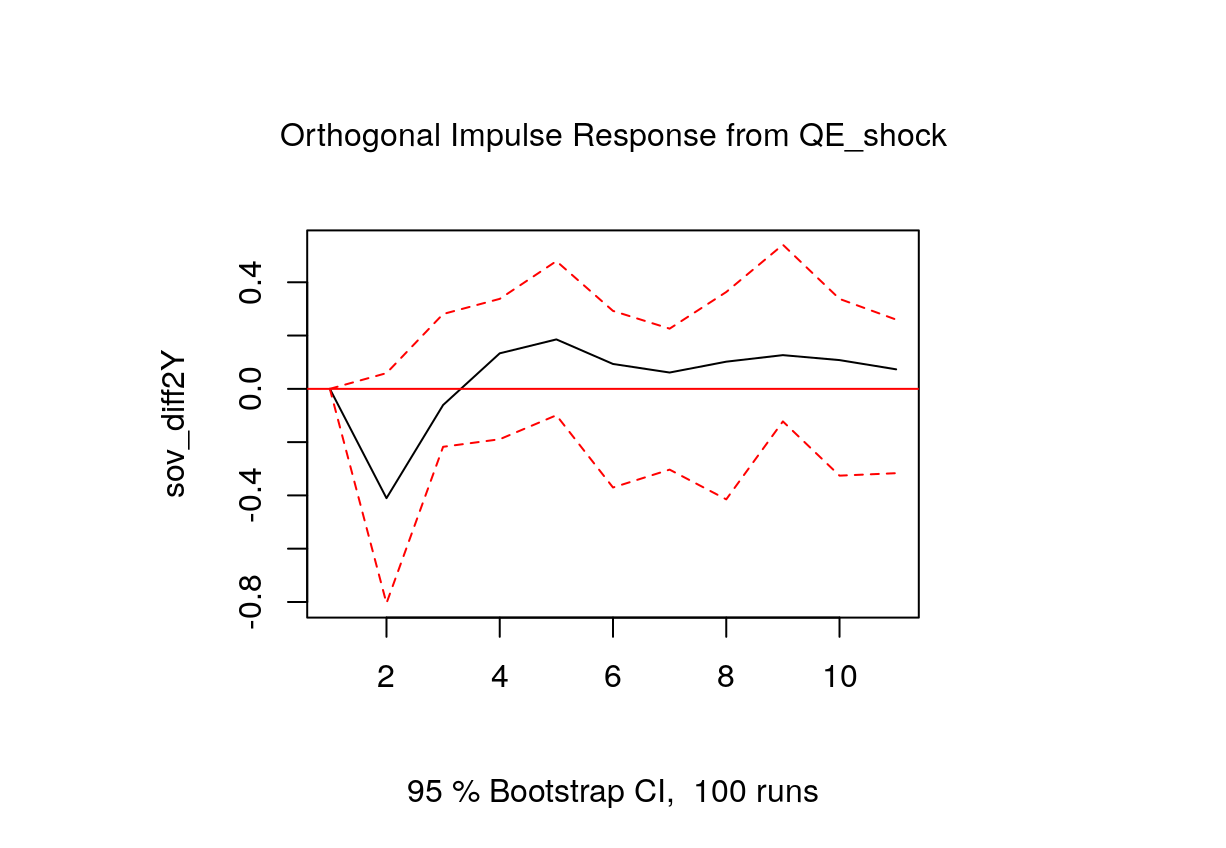 Orthogonal Impulse Response from QE_shock
sov_diff2Y
0.4
0.0
-0.4
-0.8
2 4 6 8 10
95 % Bootstrap CI,  100 runs